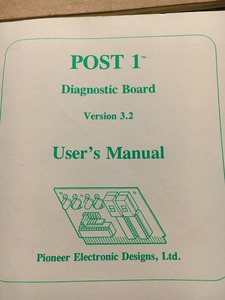 POST 1™
Diagnostic Board
Version 3.2
User's Manual
Pioneer Electronic Designs, Ltd.